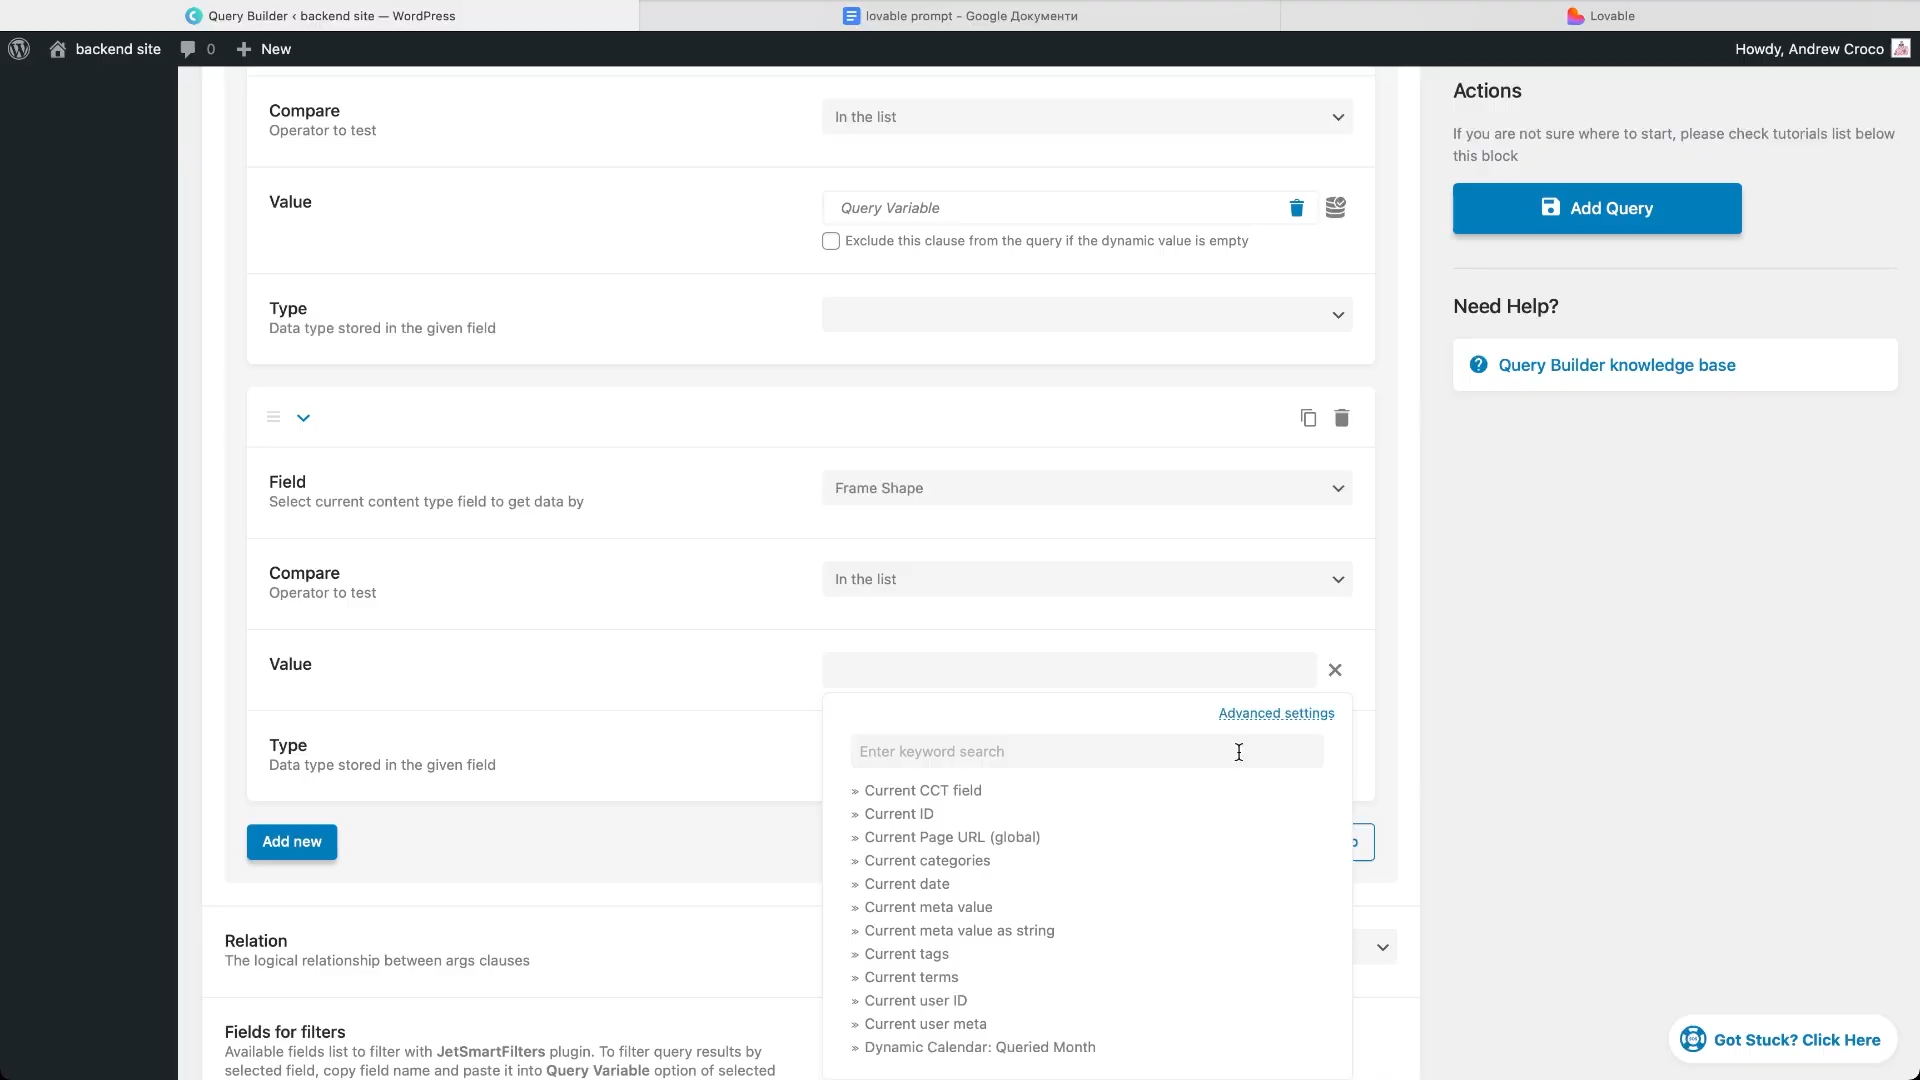 Query Builder ‹ backend site — WordPress
lovable prompt – Google Документи
Lovable
backend site
0
New
Howdy, Andrew Croco
Compare
Operator to test
In the list
Value
Query Variable
Exclude this clause from the query if the dynamic value is empty
Type
Data type stored in the given field
Field
Select current content type field to get data by
Frame Shape
Compare
Operator to test
In the list
Value
Type
Data type stored in the given field
Advanced settings
Enter keyword search
» Current CCT field
» Current ID
» Current Page URL (global)
» Current categories
» Current date
» Current meta value
» Current meta value as string
» Current tags
» Current terms
» Current user ID
» Current user meta
» Dynamic Calendar: Queried Month
Add new
Relation
The logical relationship between args clauses
Fields for filters
Available fields list to filter with JetSmartFilters plugin. To filter query results by
selected field, copy field name and paste it into Query Variable option of selected
Actions
If you are not sure where to start, please check tutorials list below
this block
Add Query
Need Help?
Query Builder knowledge base
Got Stuck? Click Here